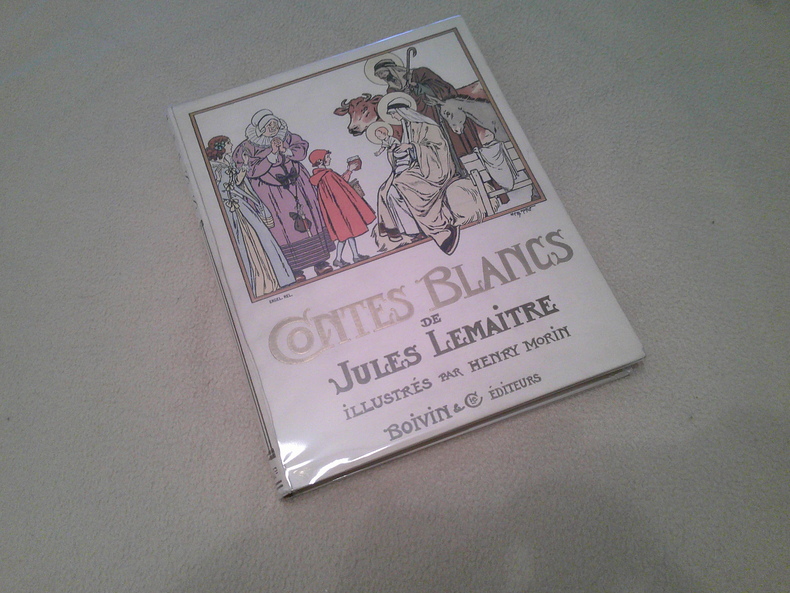 CONTES BLANCS
DE
JULES LEMAITRE
ILLUSTRÉS PAR HENRY MORIN
BOIVIN & Cie ÉDITEURS